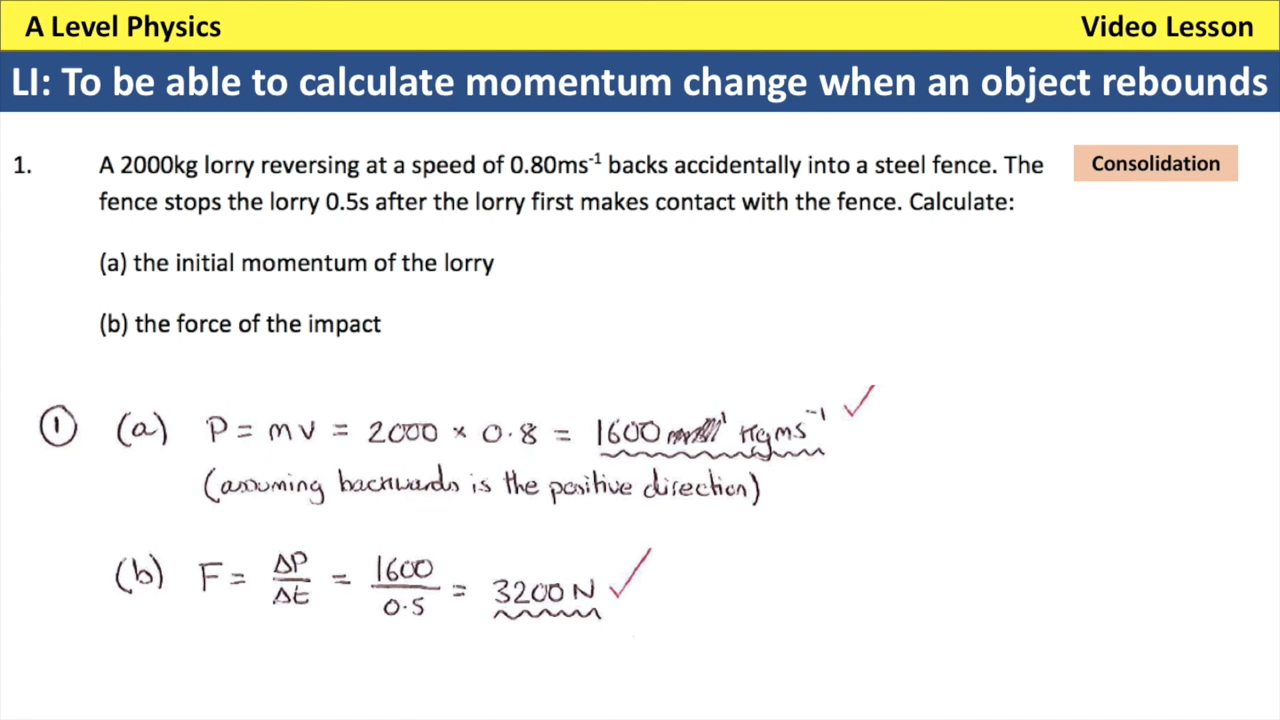 A Level Physics
Video Lesson
LI: To be able to calculate momentum change when an object rebounds
1. A 2000kg lorry reversing at a speed of 0.80ms⁻¹ backs accidentally into a steel fence. The
Consolidation
fence stops the lorry 0.5s after the lorry first makes contact with the fence. Calculate:
(a) the initial momentum of the lorry
(b) the force of the impact
① (a) P = mv = 2000 × 0.8 = 1600 Kgms⁻¹
(assuming backwards is the positive direction)
(b) F = ΔP/Δt = 1600/0.5 = 3200 N